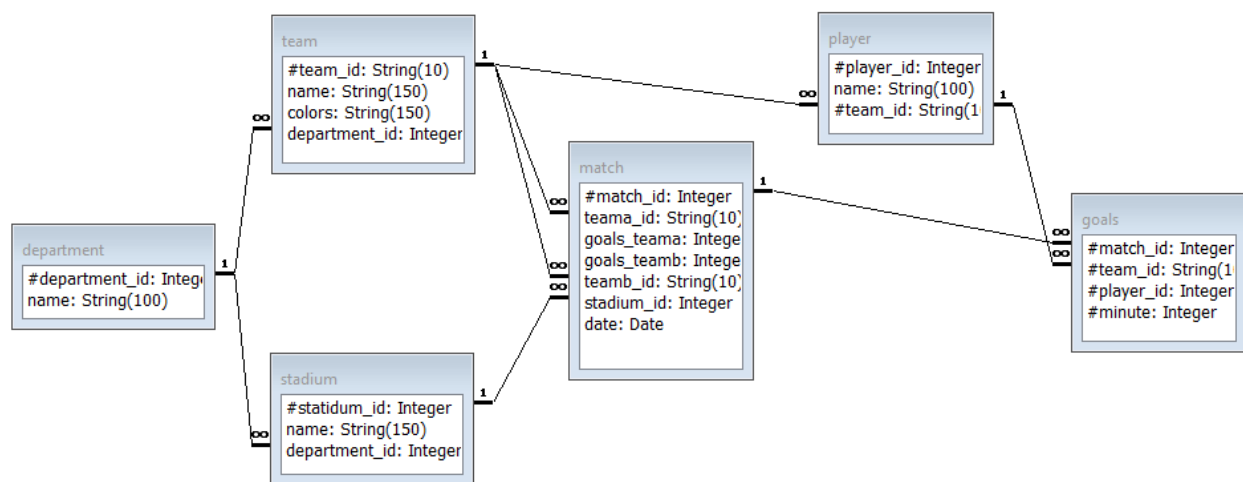 team
#team_id: String(10)
name: String(150)
colors: String(150)
department_id: Integer
1
∞
player
#player_id: Integer
name: String(100)
#team_id: String(1
1
∞
match
#match_id: Integer
teama_id: String(10)
goals_teama: Intege
goals_teamb: Intege
teamb_id: String(10)
stadium_id: Integer
date: Date
1
∞
∞
∞
goals
#match_id: Integer
#team_id: String(1
#player_id: Integer
#minute: Integer
∞
∞
department
#department_id: Intege
name: String(100)
1
stadium
#statidum_id: Integer
name: String(150)
department_id: Integer
1
∞